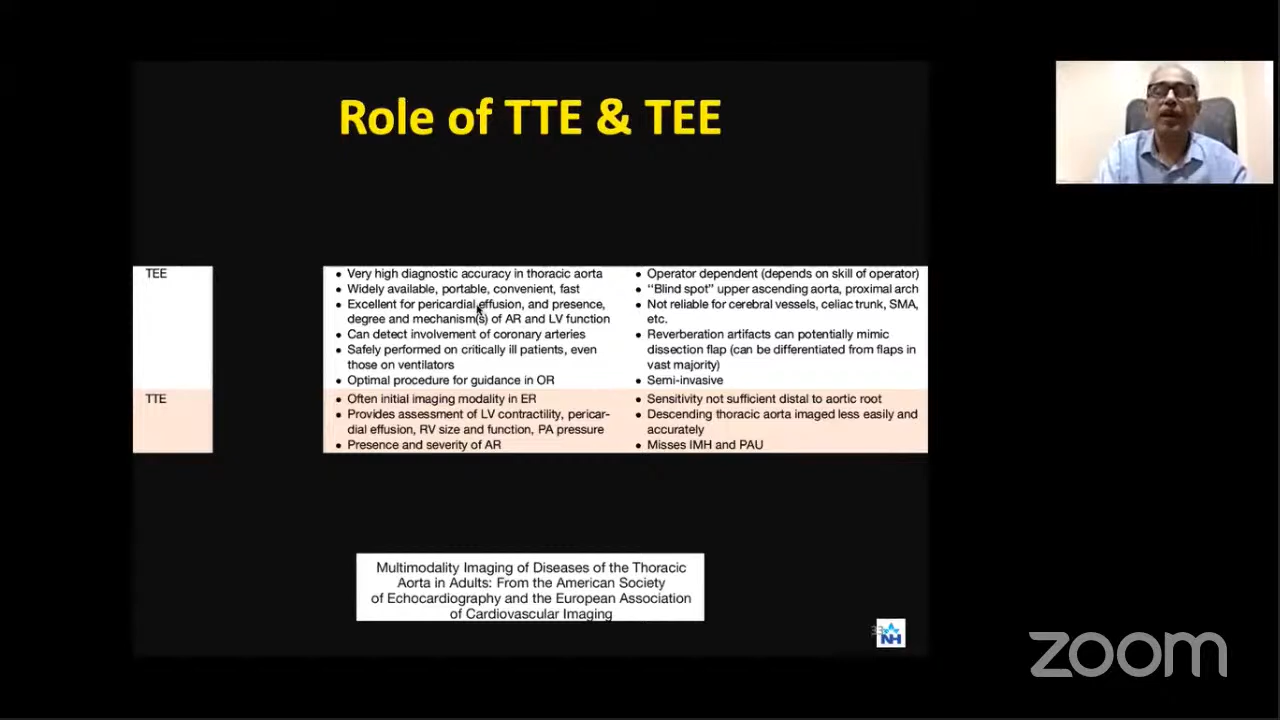 Role of TTE & TEE
TEE
• Very high diagnostic accuracy in thoracic aorta
• Widely available, portable, convenient, fast
• Excellent for pericardial effusion, and presence,
degree and mechanism(s) of AR and LV function
• Can detect involvement of coronary arteries
• Safely performed on critically ill patients, even
those on ventilators
• Optimal procedure for guidance in OR
• Operator dependent (depends on skill of operator)
• “Blind spot” upper ascending aorta, proximal arch
• Not reliable for cerebral vessels, celiac trunk, SMA,
etc.
• Reverberation artifacts can potentially mimic
dissection flap (can be differentiated from flaps in
vast majority)
• Semi-invasive
TTE
• Often initial imaging modality in ER
• Provides assessment of LV contractility, pericar-
dial effusion, RV size and function, PA pressure
• Presence and severity of AR
• Sensitivity not sufficient distal to aortic root
• Descending thoracic aorta imaged less easily and
accurately
• Misses IMH and PAU
Multimodality Imaging of Diseases of the Thoracic
Aorta in Adults: From the American Society
of Echocardiography and the European Association
of Cardiovascular Imaging
NH
zoom